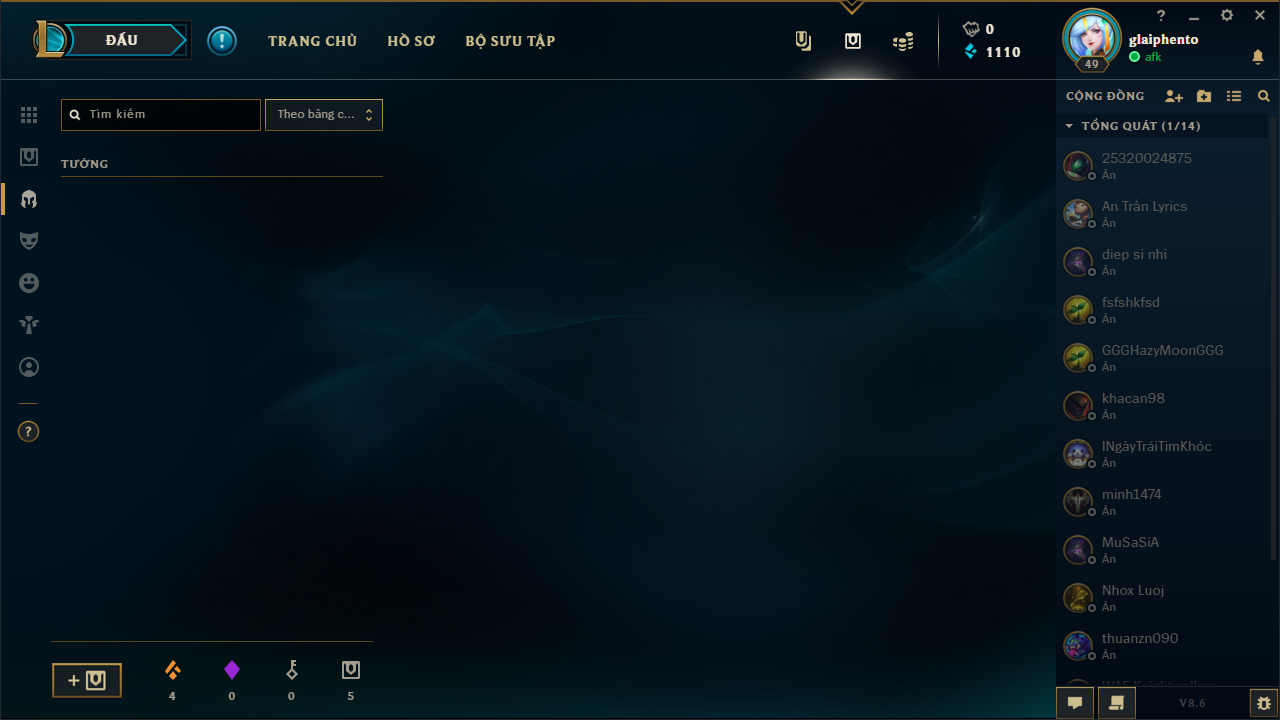 ĐẤU
TRANG CHỦ
HỒ SƠ
BỘ SƯU TẬP
0
1110
49
?
glaiphento
afk
CỘNG ĐỒNG
Tìm kiếm
Theo bảng c...
TƯỚNG
?
TỔNG QUÁT (1/14)
25320024875
Ẩn
An Trần Lyrics
Ẩn
diep si nhi
Ẩn
fsfshkfsd
Ẩn
GGGHazyMoonGGG
Ẩn
khacan98
Ẩn
INgàyTráiTimKhóc
Ẩn
minh1474
Ẩn
MuSaSiA
Ẩn
Nhox Luoj
Ẩn
thuanzn090
Ẩn
4
0
0
5
V8.6